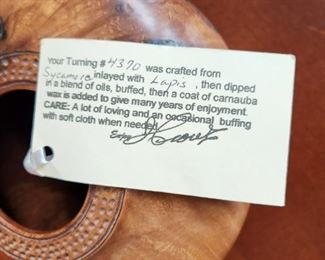 Your Turning #4370 was crafted from
Sycamore inlayed with Lapis, then dipped
in a blend of oils, buffed, then a coat of carnauba
wax is added to give many years of enjoyment.
CARE: A lot of loving and an occasional buffing
with soft cloth when needed.
Enjoy